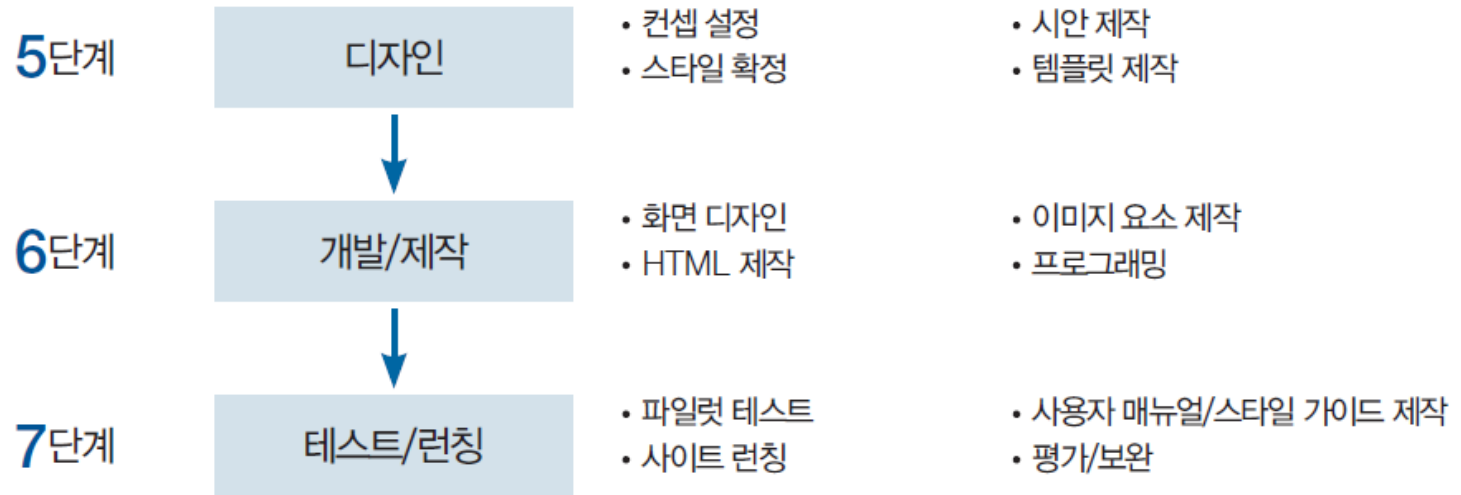 5단계
디자인
• 컨셉 설정
• 시안 제작
• 스타일 확정
• 템플릿 제작
6단계
개발/제작
• 화면 디자인
• 이미지 요소 제작
• HTML 제작
• 프로그래밍
7단계
테스트/런칭
• 파일럿 테스트
• 사용자 매뉴얼/스타일 가이드 제작
• 사이트 런칭
• 평가/보완